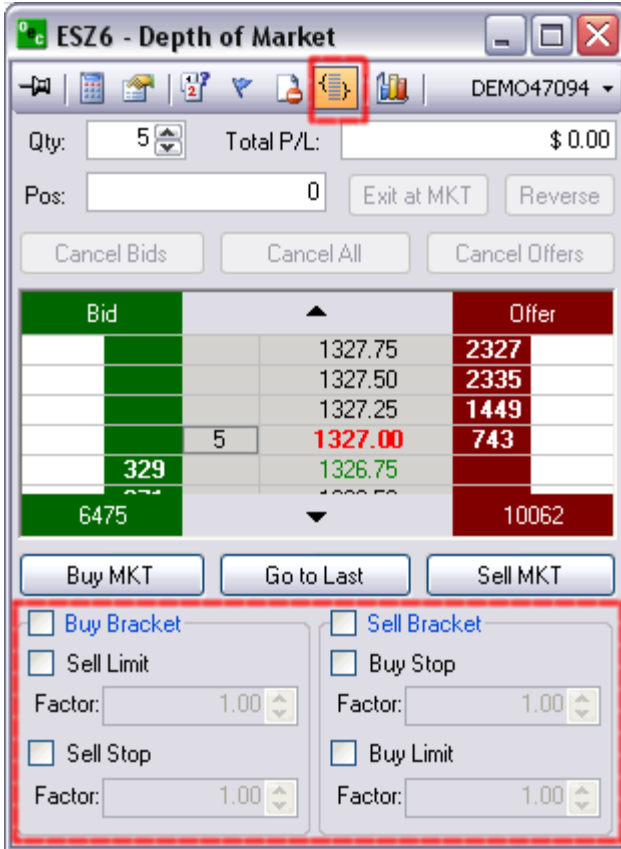 Oec ESZ6 - Depth of Market
2? DEMO47094
Qty: 5 Total P/L: $ 0.00
Pos: 0 Exit at MKT Reverse
Cancel Bids Cancel All Cancel Offers
Bid Offer
1327.75 2327
1327.50 2335
1327.25 1449
5 1327.00 743
329 1326.75
6475 10062
Buy MKT Go to Last Sell MKT
Buy Bracket Sell Bracket
Sell Limit Buy Stop
Factor: 1.00 Factor: 1.00
Sell Stop Buy Limit
Factor: 1.00 Factor: 1.00